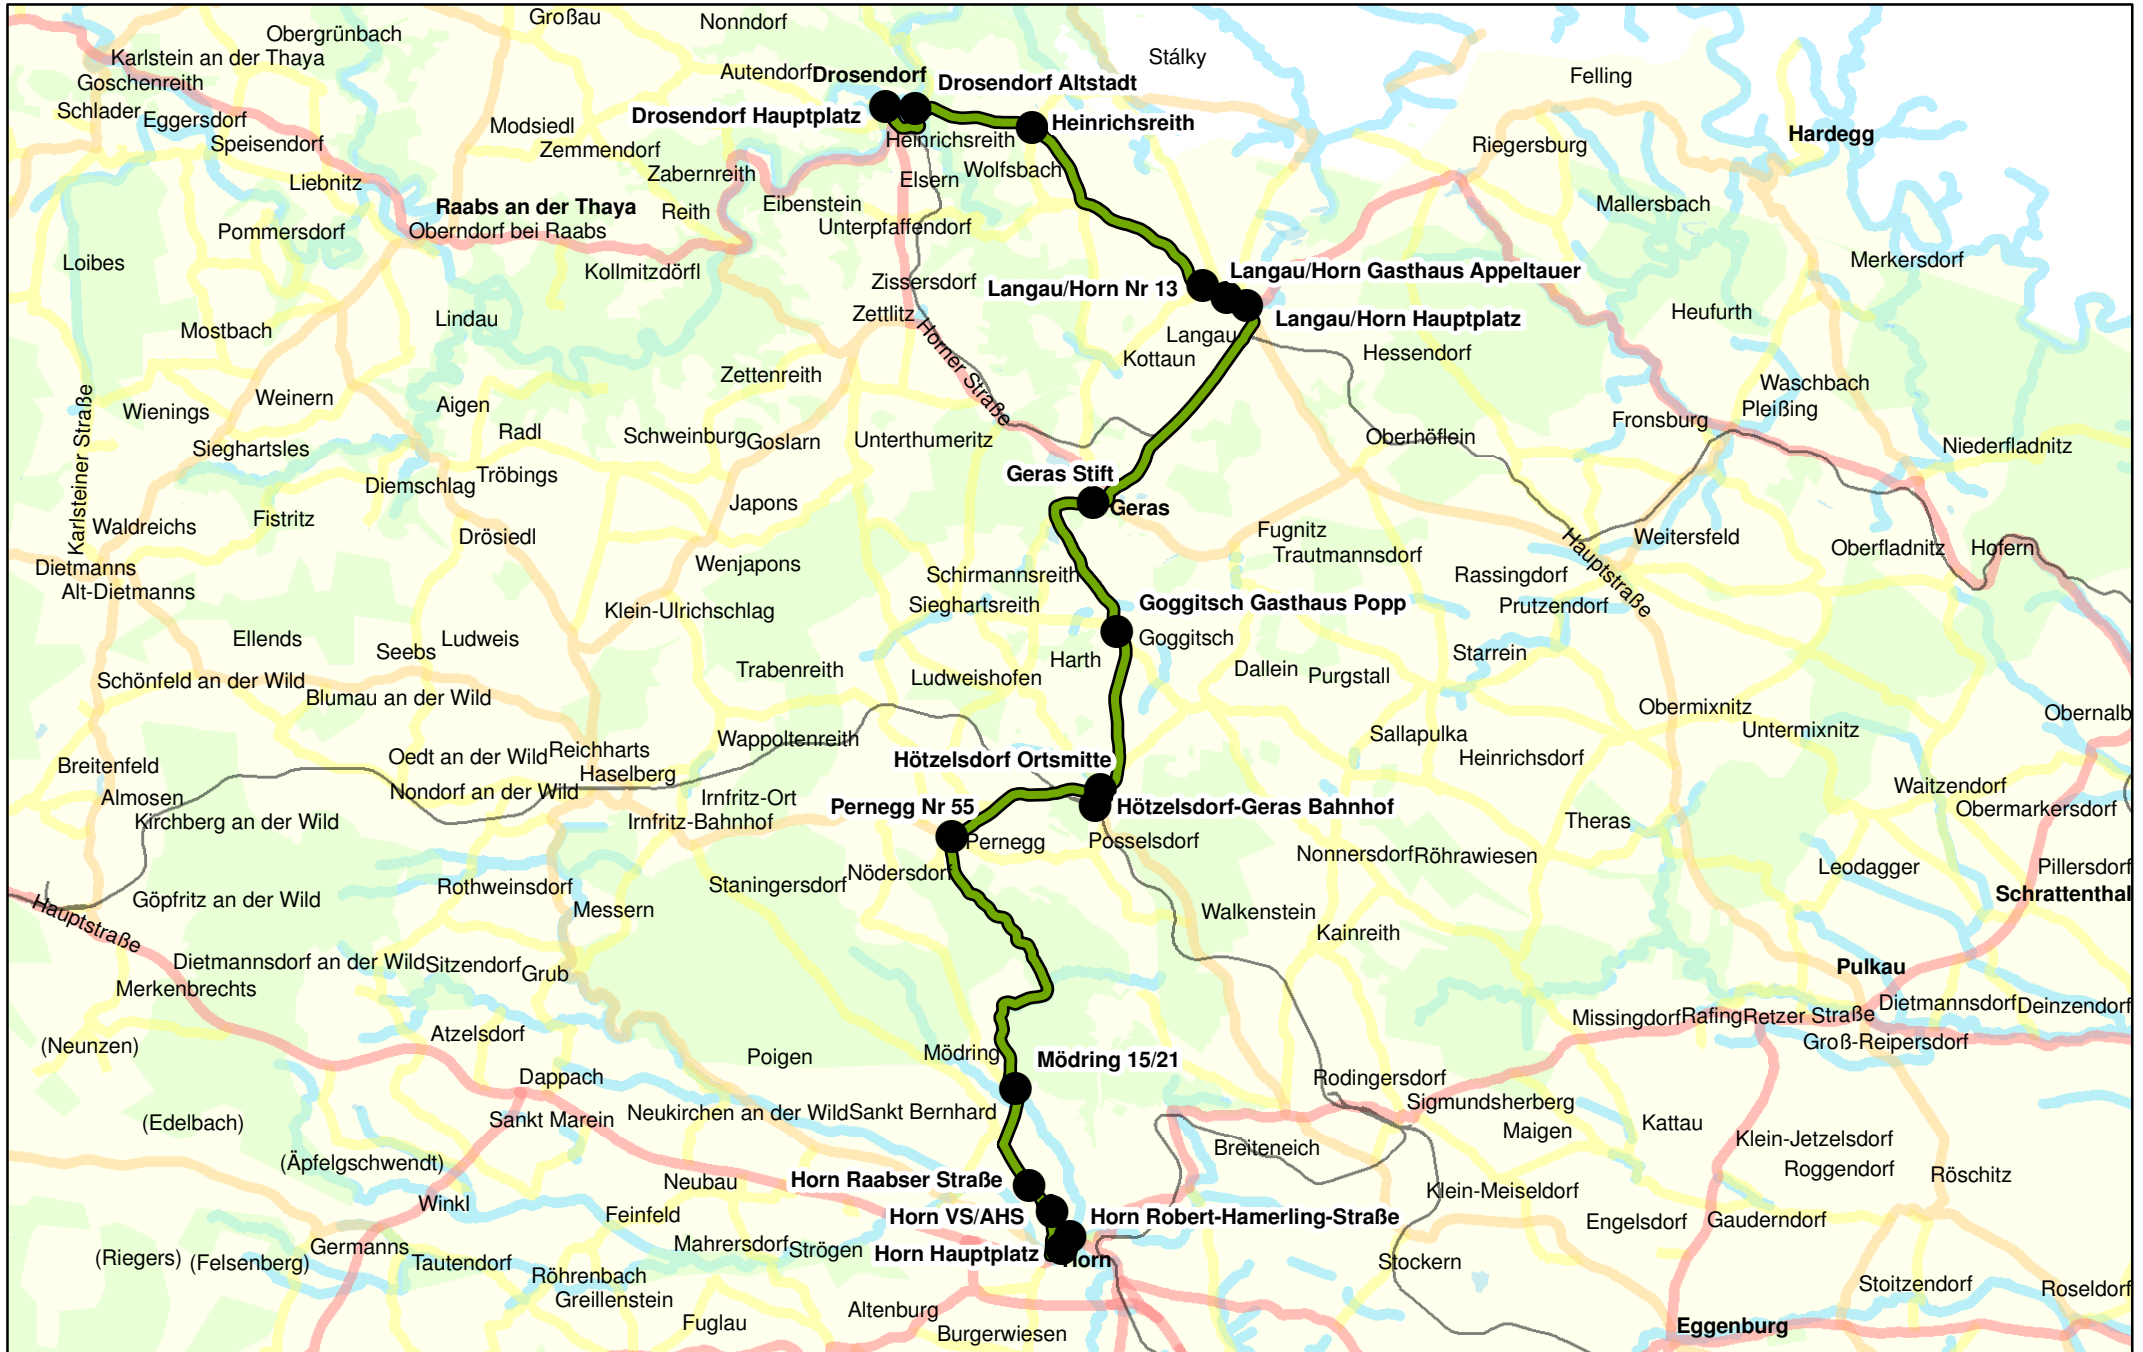 Großau
Nonndorf
Obergrünbach
Karlstein an der Thaya
Stálky
Goschenreith
Autendorf
Drosendorf
Drosendorf Altstadt
Felling
Schlader
Eggersdorf
Drosendorf Hauptplatz
Heinrichsreith
Modsiedl
Hardegg
Speisendorf
Zemmendorf
Heinrichsreith
Riegersburg
Liebnitz
Zabernreith
Elsern
Wolfsbach
Raabs an der Thaya
Reith
Eibenstein
Mallersbach
Pommersdorf
Oberndorf bei Raabs
Unterpfaffendorf
Loibes
Kollmitzdörfl
Merkersdorf
Zissersdorf
Langau/Horn Nr 13
Langau/Horn Gasthaus Appeltauer
Mostbach
Lindau
Zettlitz
Langau/Horn Hauptplatz
Heufurth
Horner Straße
Langau
Kottaun
Hessendorf
Zettenreith
Waschbach
Karlsteiner Straße
Wienings
Weinern
Aigen
Pleißing
Fronsburg
Sieghartsles
Radl
Schweinburg
Goslarn
Unterthumeritz
Oberhöflein
Niederfladnitz
Diemschlag
Tröbings
Geras Stift
Geras
Waldreichs
Fistritz
Japons
Drösiedl
Fugnitz
Trautmannsdorf
Hauptstraße
Weitersfeld
Oberfladnitz
Hofern
Dietmanns
Wenjapons
Schirmannsreith
Rassingdorf
Alt-Dietmanns
Klein-Ulrichschlag
Sieghartsreith
Goggitsch Gasthaus Popp
Prutzendorf
Ellends
Seebs
Ludweis
Goggitsch
Starrein
Harth
Schönfeld an der Wild
Trabenreith
Ludweishofen
Dallein
Purgstall
Blumau an der Wild
Obermixnitz
Obernalb
Wappoltenreith
Sallapulka
Untermixnitz
Breitenfeld
Oedt an der Wild
Reichharts
Hötzelsdorf Ortsmitte
Heinrichsdorf
Haselberg
Almosen
Nondorf an der Wild
Irnfritz-Ort
Pernegg Nr 55
Hötzelsdorf-Geras Bahnhof
Waitzendorf
Obermarkersdorf
Kirchberg an der Wild
Irnfritz-Bahnhof
Theras
Pernegg
Posselsdorf
Nonnersdorf
Röhrawiesen
Leodagger
Pillersdorf
Göpfritz an der Wild
Rothweinsdorf
Staningersdorf
Nödersdorf
Schrattenthal
Hauptstraße
Messern
Walkenstein
Kainreith
Dietmannsdorf an der Wild
Sitzendorf
Grub
Pulkau
Merkenbrechts
Missingdorf
Rafing
Retzer Straße
Dietmannsdorf
Deinzendorf
(Neunzen)
Atzelsdorf
Poigen
Mödring
Mödring 15/21
Groß-Reipersdorf
Dappach
Rodingersdorf
(Edelbach)
Sankt Marein
Neukirchen an der Wild
Sankt Bernhard
Sigmundsherberg
Maigen
Kattau
(Äpfelgschwendt)
Breiteneich
Klein-Jetzelsdorf
Roggendorf
Röschitz
Winkl
Neubau
Horn Raabser Straße
Klein-Meiseldorf
Feinfeld
Horn VS/AHS
Horn Robert-Hamerling-Straße
Engelsdorf
Gauderndorf
(Riegers)
(Felsenberg)
Germanns
Tautendorf
Mahrersdorf
Strögen
Horn Hauptplatz
Horn
Stockern
Röhrenbach
Greillenstein
Stoitzendorf
Roseldorf
Fuglau
Altenburg
Burgerwiesen
Eggenburg